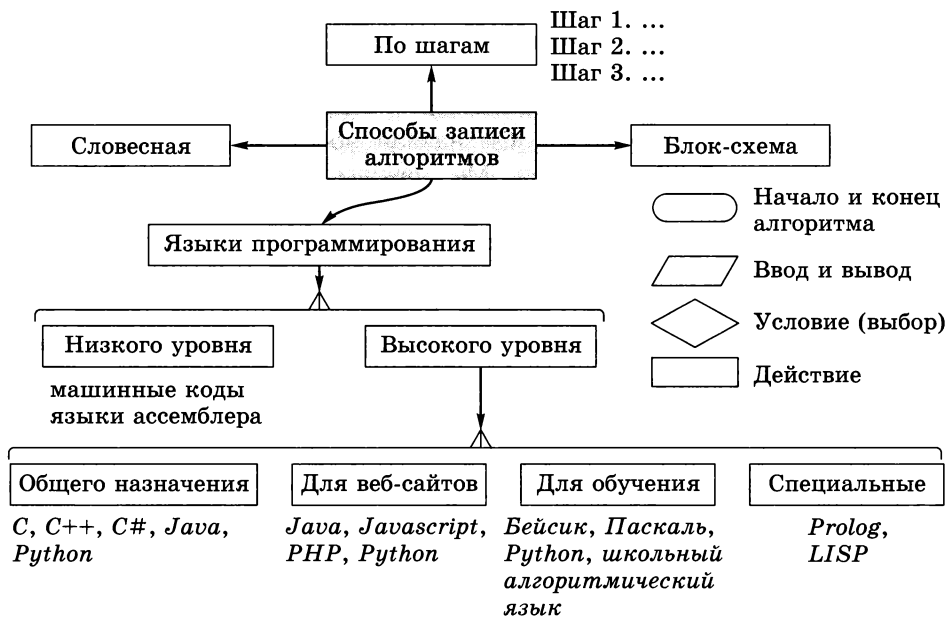 По шагам
Шаг 1. ...
Шаг 2. ...
Шаг 3. ...
Словесная
Способы записи
алгоритмов
Блок-схема
Начало и конец
алгоритма
Ввод и вывод
Условие (выбор)
Действие
Языки программирования
Низкого уровня
машинные коды
языки ассемблера
Высокого уровня
Общего назначения
C, C++, C#, Java,
Python
Для веб-сайтов
Java, Javascript,
PHP, Python
Для обучения
Бейсик, Паскаль,
Python, школьный
алгоритмический
язык
Специальные
Prolog,
LISP